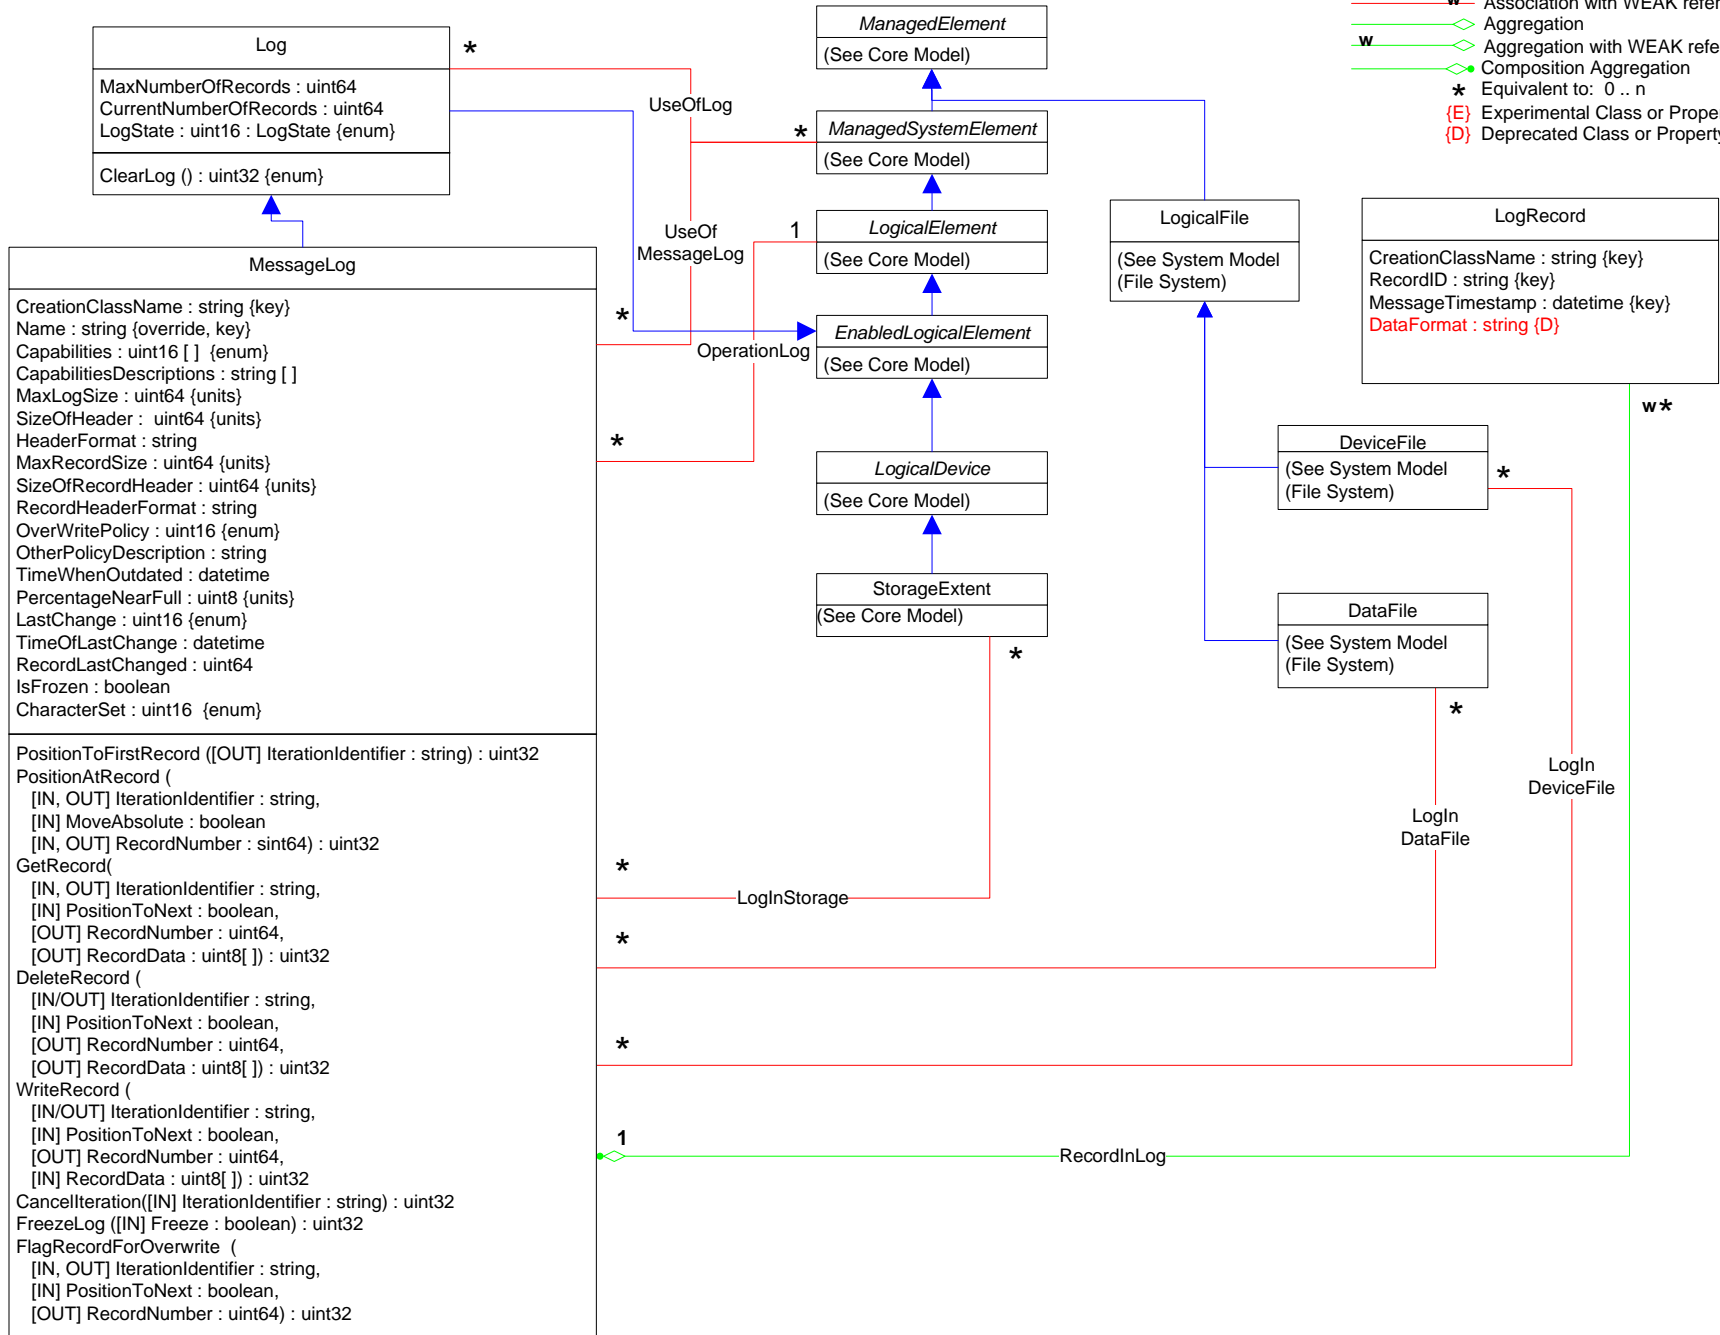 Log
MaxNumberOfRecords : uint64
CurrentNumberOfRecords : uint64
LogState : uint16 : LogState {enum}
ClearLog () : uint32 {enum}
*
UseOfLog
*
ManagedElement
(See Core Model)
ManagedSystemElement
(See Core Model)
LogicalElement
(See Core Model)
1
UseOf
MessageLog
EnabledLogicalElement
(See Core Model)
*
OperationLog
*
LogicalDevice
(See Core Model)
StorageExtent
(See Core Model)
*
Association with WEAK refe
w
Aggregation
w
Aggregation with WEAK refe
Composition Aggregation
* Equivalent to: 0 .. n
{E} Experimental Class or Prope
{D} Deprecated Class or Property
LogicalFile
(See System Model
(File System)
LogRecord
CreationClassName : string {key}
RecordID : string {key}
MessageTimestamp : datetime {key}
DataFormat : string {D}
w*
DeviceFile
(See System Model
(File System)
*
DataFile
(See System Model
(File System)
*
LogIn
DeviceFile
LogIn
DataFile
MessageLog
CreationClassName : string {key}
Name : string {override, key}
Capabilities : uint16 [ ] {enum}
CapabilitiesDescriptions : string [ ]
MaxLogSize : uint64 {units}
SizeOfHeader : uint64 {units}
HeaderFormat : string
MaxRecordSize : uint64 {units}
SizeOfRecordHeader : uint64 {units}
RecordHeaderFormat : string
OverWritePolicy : uint16 {enum}
OtherPolicyDescription : string
TimeWhenOutdated : datetime
PercentageNearFull : uint8 {units}
LastChange : uint16 {enum}
TimeOfLastChange : datetime
RecordLastChanged : uint64
IsFrozen : boolean
CharacterSet : uint16 {enum}
PositionToFirstRecord ([OUT] IterationIdentifier : string) : uint32
PositionAtRecord (
[IN, OUT] IterationIdentifier : string,
[IN] MoveAbsolute : boolean
[IN, OUT] RecordNumber : sint64) : uint32
GetRecord(
[IN, OUT] IterationIdentifier : string,
[IN] PositionToNext : boolean,
[OUT] RecordNumber : uint64,
[OUT] RecordData : uint8[ ]) : uint32
DeleteRecord (
[IN/OUT] IterationIdentifier : string,
[IN] PositionToNext : boolean,
[OUT] RecordNumber : uint64,
[OUT] RecordData : uint8[ ]) : uint32
WriteRecord (
[IN/OUT] IterationIdentifier : string,
[IN] PositionToNext : boolean,
[OUT] RecordNumber : uint64,
[IN] RecordData : uint8[ ]) : uint32
CancelIteration([IN] IterationIdentifier : string) : uint32
FreezeLog ([IN] Freeze : boolean) : uint32
FlagRecordForOverwrite (
[IN, OUT] IterationIdentifier : string,
[IN] PositionToNext : boolean,
[OUT] RecordNumber : uint64) : uint32
*
LogInStorage
*
*
1
RecordInLog